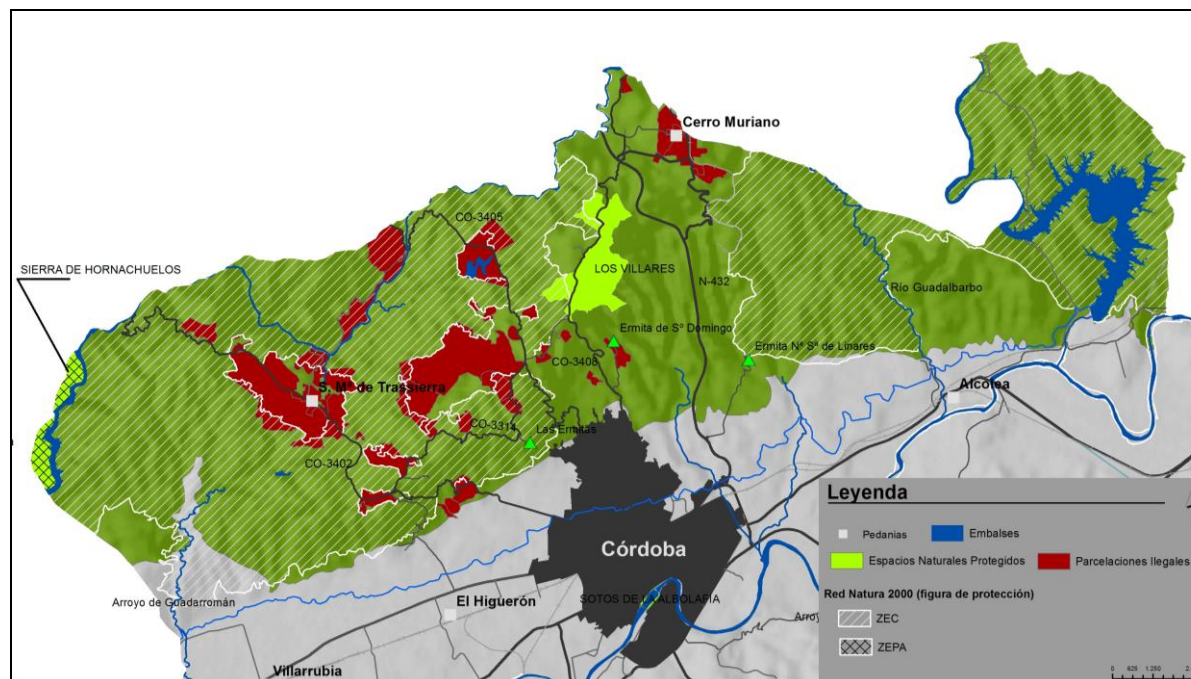 Cerro Muriano
CO-3405
SIERRA DE HORNACHUELOS
LOS VILLARES
N-432
Río Guadalbarbo
Ermita de Sº Domingo
Ermita Nª Sª de Linares
CO-3408
S. Mª de Trassierra
Alcolea
CO-3314
Las Ermitas
CO-3402
Córdoba
Arroyo de Guadarromán
El Higuerón
SOTOS DE LA ALBOLAFIA
Arroy
Villarrubia
Leyenda
Pedanias
Embalses
Espacios Naturales Protegidos
Parcelaciones Ilegales
Red Natura 2000 (figura de protección)
ZEC
ZEPA
0 625 1.250